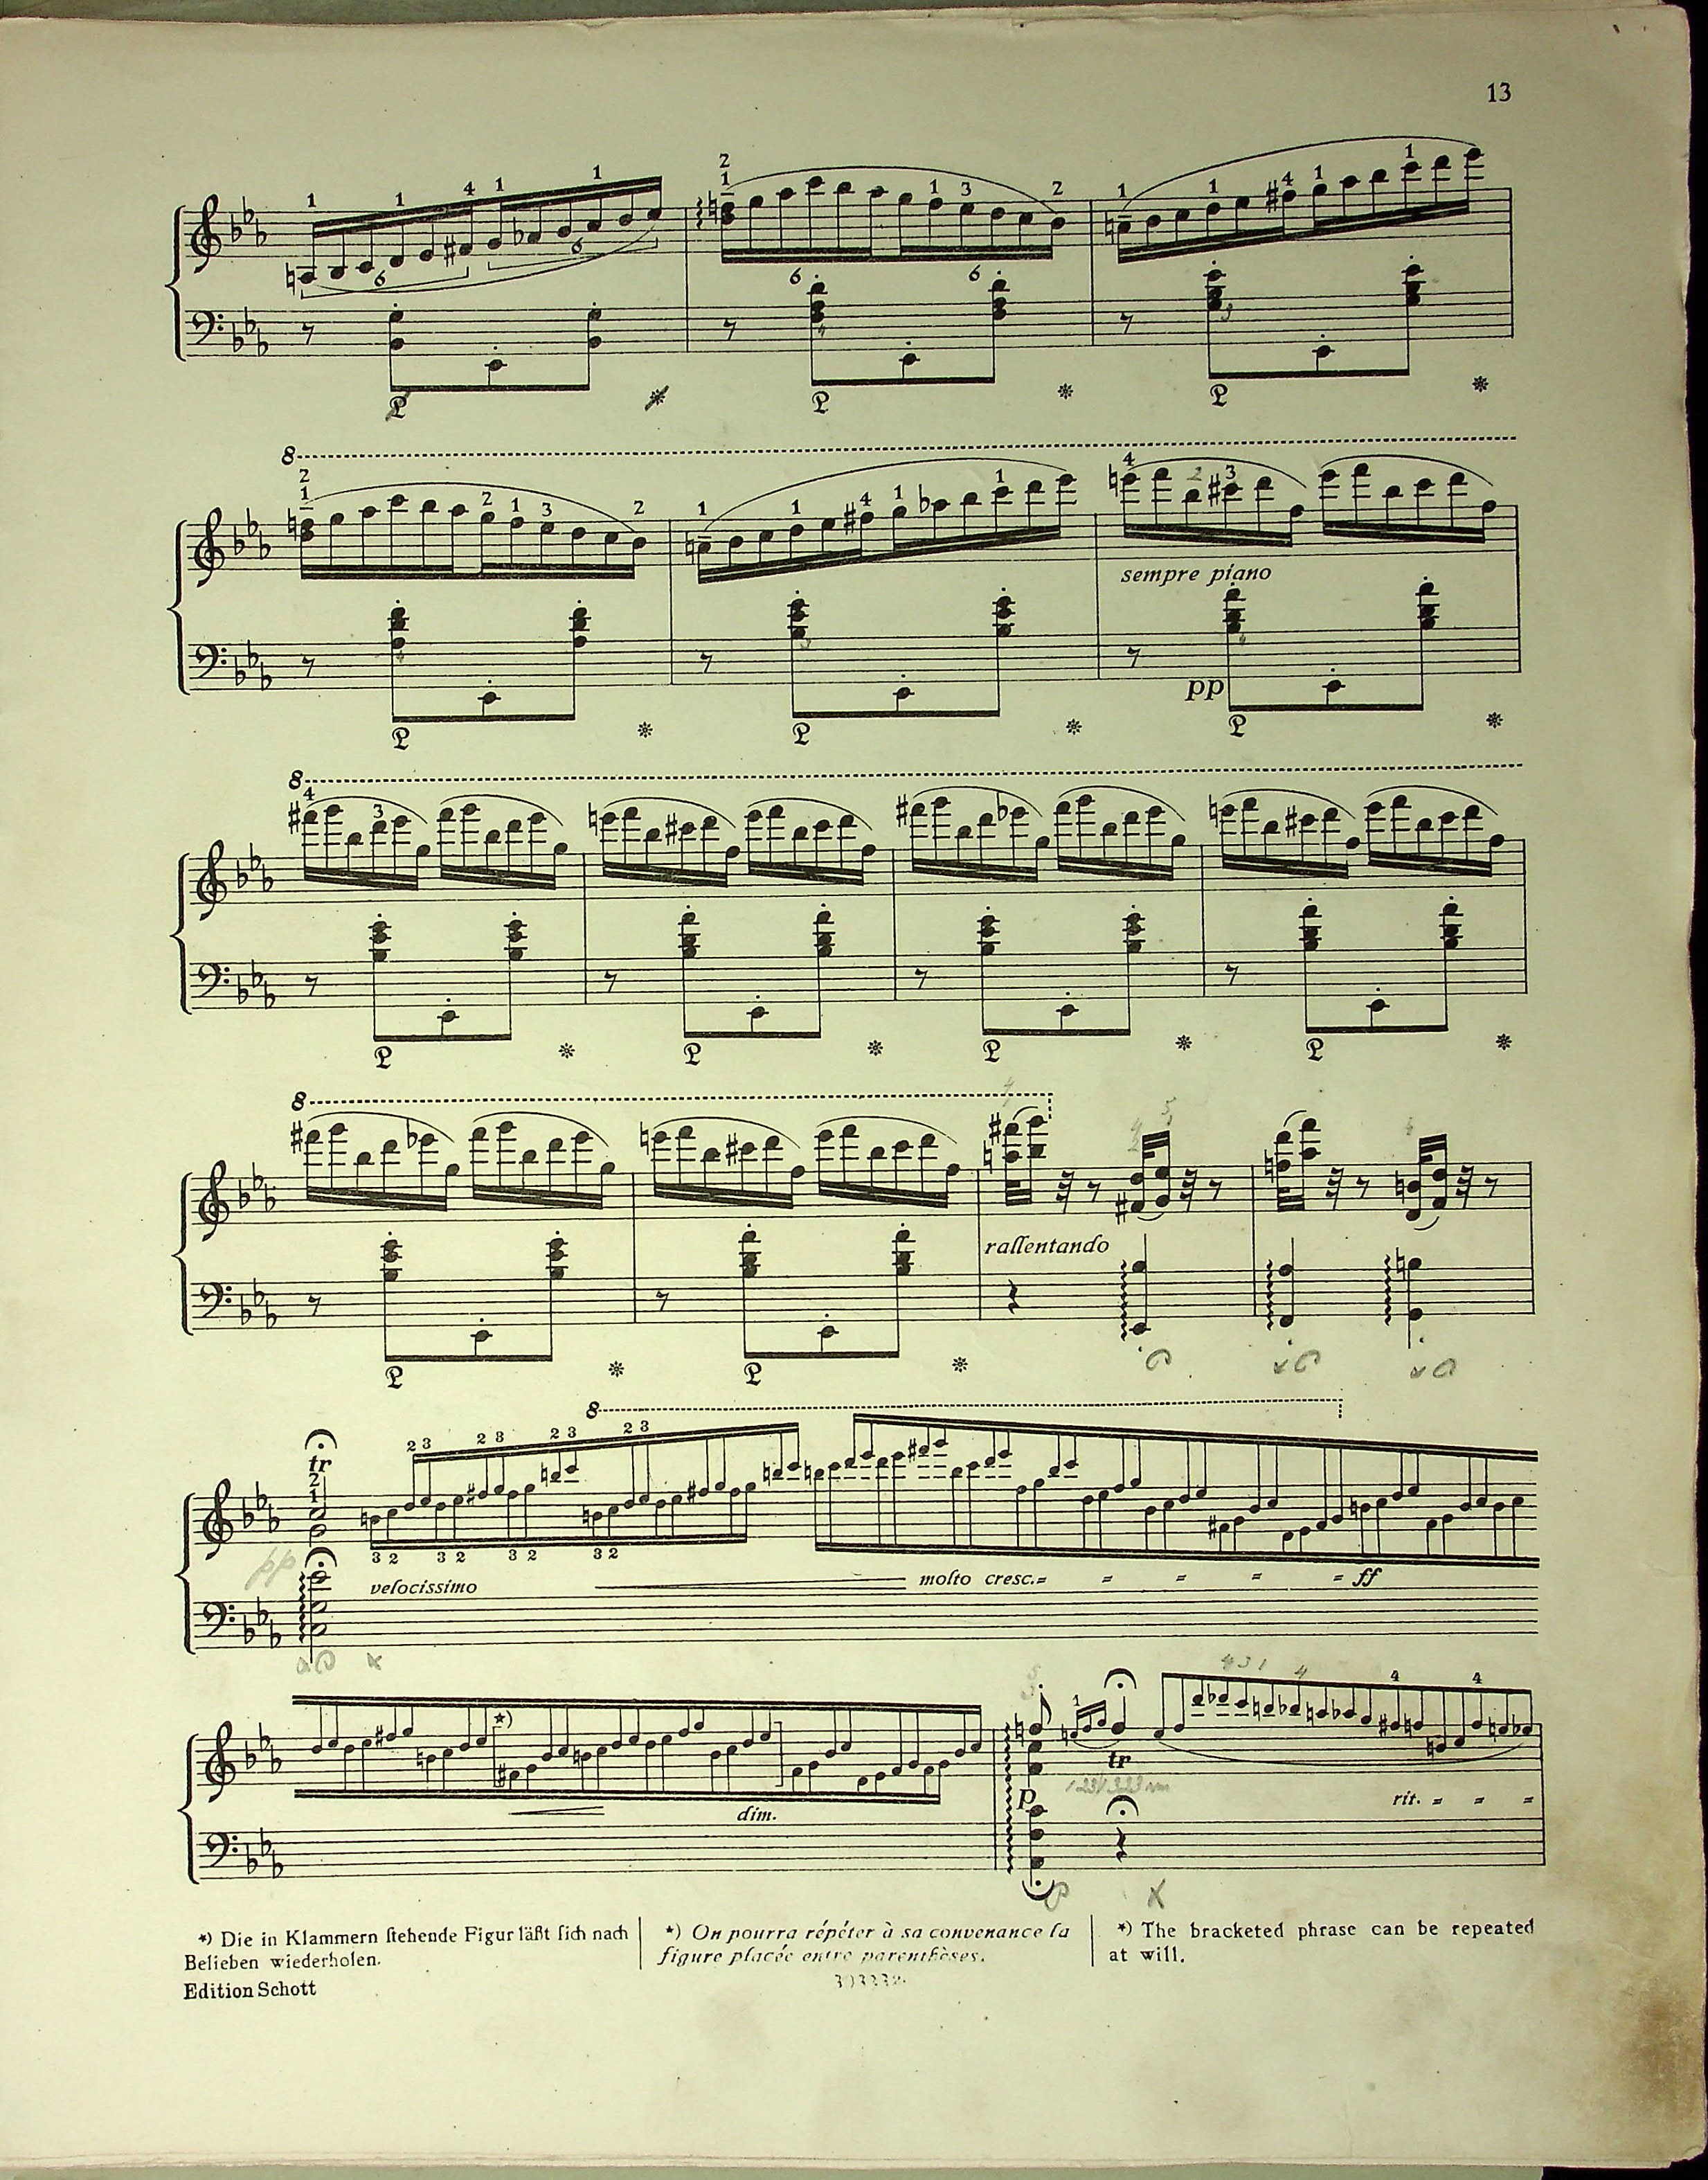 13
sempre piano
pp
rallentando
tr
velocissimo
molto cresc.
ff
*)
dim.
p
tr
rit.
*) Die in Klammern ſtehende Figur läßt ſich nach
Belieben wiederholen.
*) On pourra répéter à sa convenance la
figure placée entre parenthèses.
*) The bracketed phrase can be repeated
at will.
Edition Schott